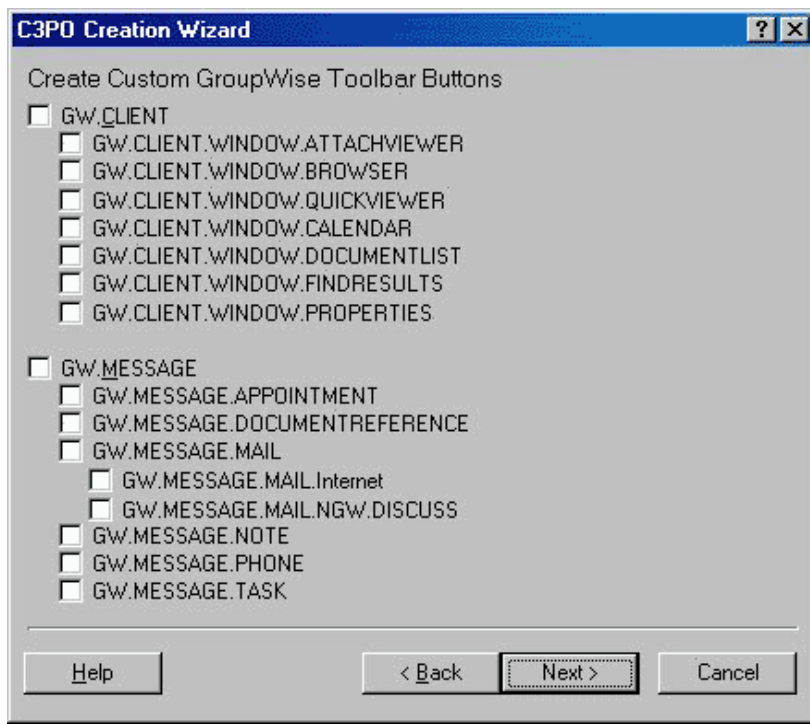 C3PO Creation Wizard
Create Custom GroupWise Toolbar Buttons
GW.CLIENT
GW.CLIENT.WINDOW.ATTACHVIEWER
GW.CLIENT.WINDOW.BROWSER
GW.CLIENT.WINDOW.QUICKVIEWER
GW.CLIENT.WINDOW.CALENDAR
GW.CLIENT.WINDOW.DOCUMENTLIST
GW.CLIENT.WINDOW.FINDRESULTS
GW.CLIENT.WINDOW.PROPERTIES
GW.MESSAGE
GW.MESSAGE.APPOINTMENT
GW.MESSAGE.DOCUMENTREFERENCE
GW.MESSAGE.MAIL
GW.MESSAGE.MAIL.Internet
GW.MESSAGE.MAIL.NGW.DISCUSS
GW.MESSAGE.NOTE
GW.MESSAGE.PHONE
GW.MESSAGE.TASK
Help < Back Next > Cancel